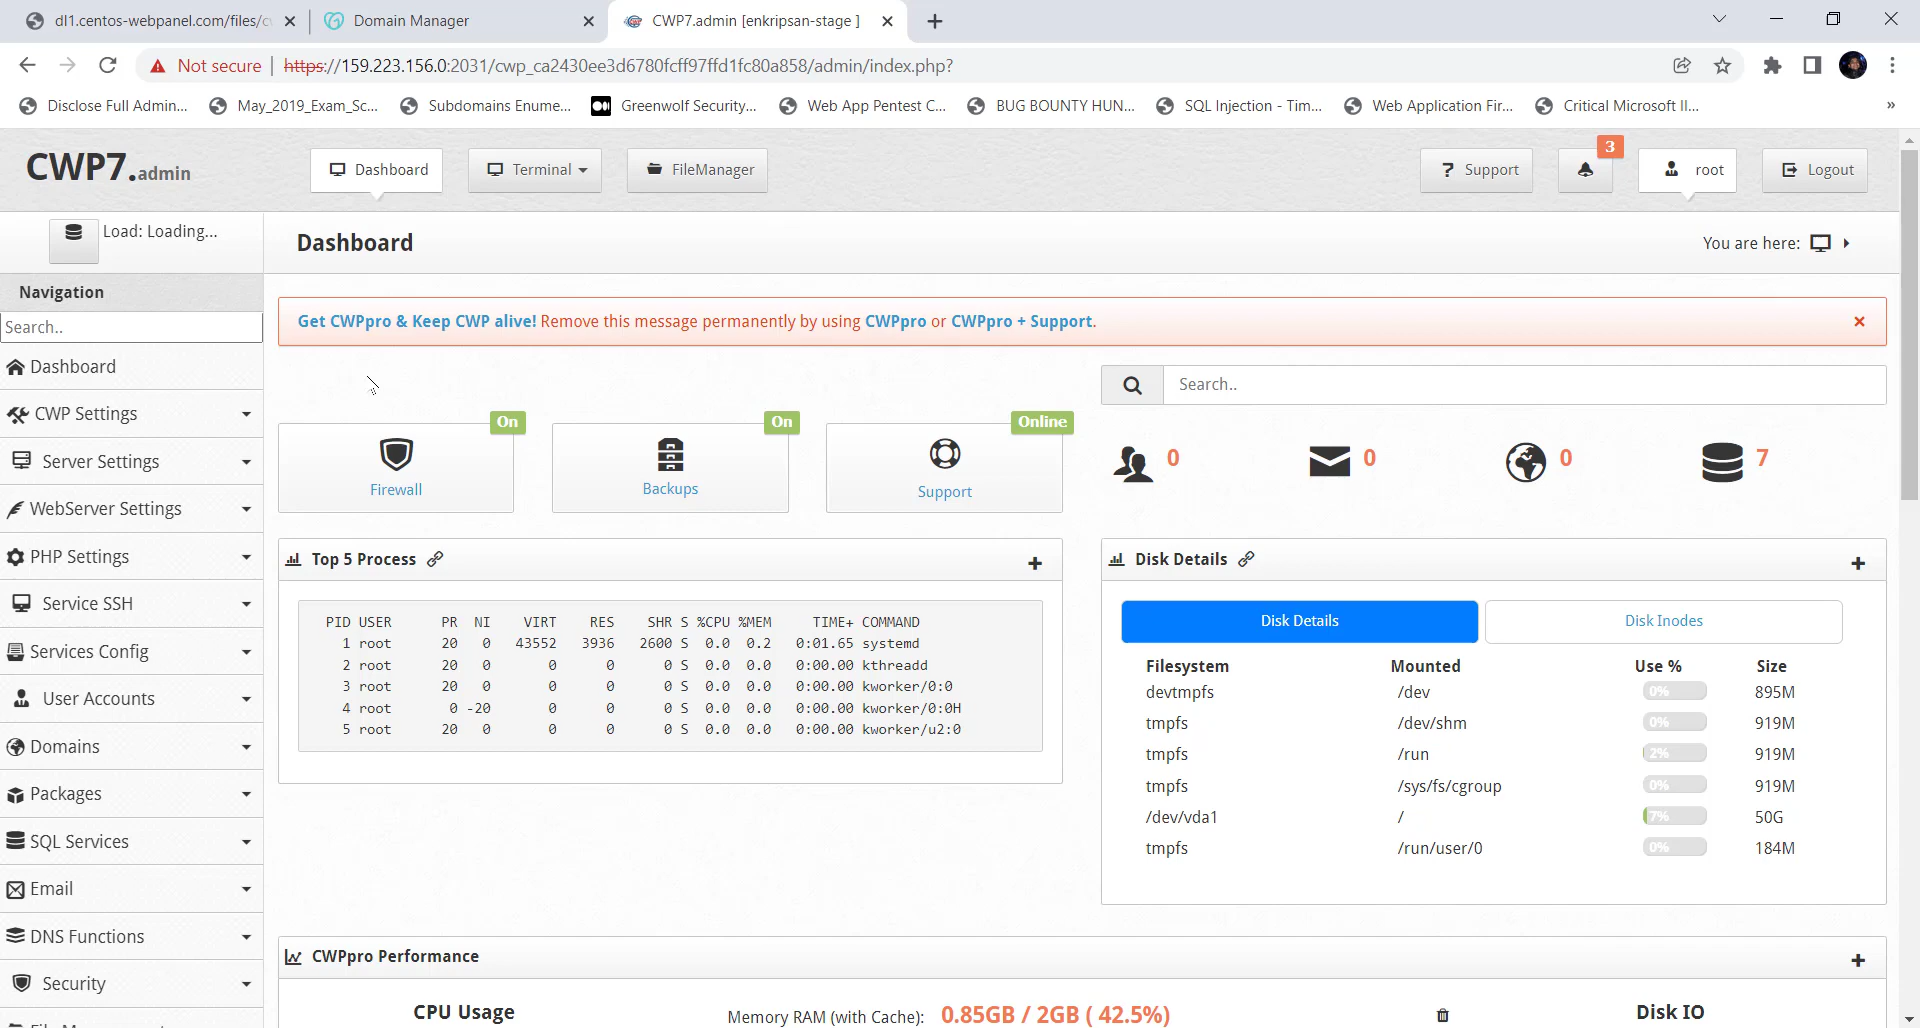 dl1.centos-webpanel.com/files/c
Domain Manager
CWP7.admin [enkripsan-stage ]
Not secure
https://159.223.156.0:2031/cwp_ca2430ee3d6780fcff97ffd1fc80a858/admin/index.php?
Disclose Full Admin...
May_2019_Exam_Sc...
Subdomains Enume...
Greenwolf Security...
Web App Pentest C...
BUG BOUNTY HUN...
SQL Injection - Tim...
Web Application Fir...
Critical Microsoft II...
»
CWP7.admin
Dashboard
Terminal
FileManager
? Support
3
root
Logout
Load: Loading...
Dashboard
You are here:
Navigation
Search..
Get CWPpro & Keep CWP alive! Remove this message permanently by using CWPpro or CWPpro + Support.
Dashboard
CWP Settings
Server Settings
WebServer Settings
PHP Settings
Service SSH
Services Config
User Accounts
Domains
Packages
SQL Services
Email
DNS Functions
Security
Search..
On
Firewall
On
Backups
Online
Support
0
0
0
7
Top 5 Process
PID USER PR NI VIRT RES SHR S %CPU %MEM TIME+ COMMAND
1 root 20 0 43552 3936 2600 S 0.0 0.2 0:01.65 systemd
2 root 20 0 0 0 0 S 0.0 0.0 0:00.00 kthreadd
3 root 20 0 0 0 0 S 0.0 0.0 0:00.00 kworker/0:0
4 root 0 -20 0 0 0 S 0.0 0.0 0:00.00 kworker/0:0H
5 root 20 0 0 0 0 S 0.0 0.0 0:00.00 kworker/u2:0
Disk Details
Disk Details
Disk Inodes
Filesystem Mounted Use % Size
devtmpfs /dev 0% 895M
tmpfs /dev/shm 0% 919M
tmpfs /run 2% 919M
tmpfs /sys/fs/cgroup 0% 919M
/dev/vda1 / 7% 50G
tmpfs /run/user/0 0% 184M
CWPpro Performance
CPU Usage
Memory RAM (with Cache): 0.85GB / 2GB ( 42.5%)
Disk IO